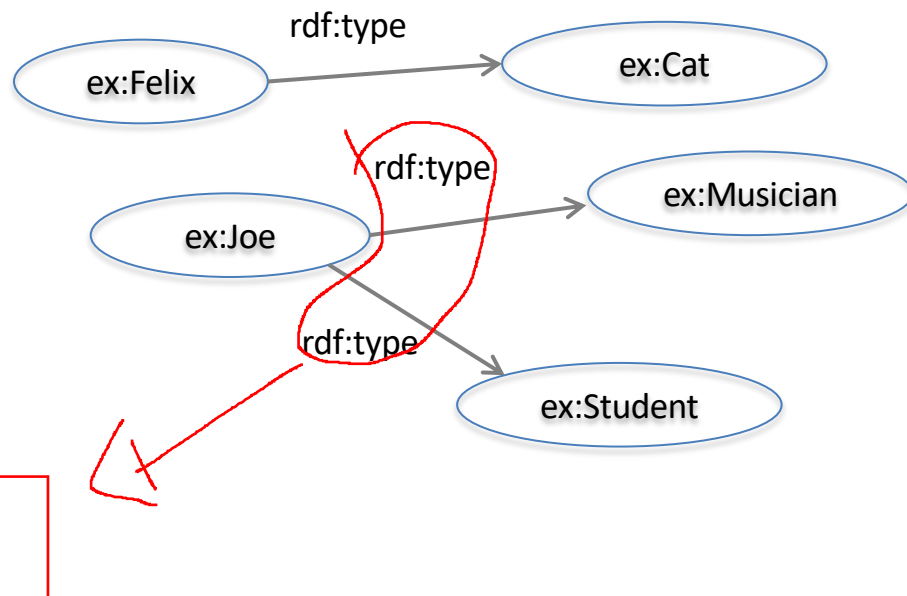 rdf:type
ex:Felix
ex:Cat
rdf:type
ex:Musician
ex:Joe
rdf:type
ex:Student